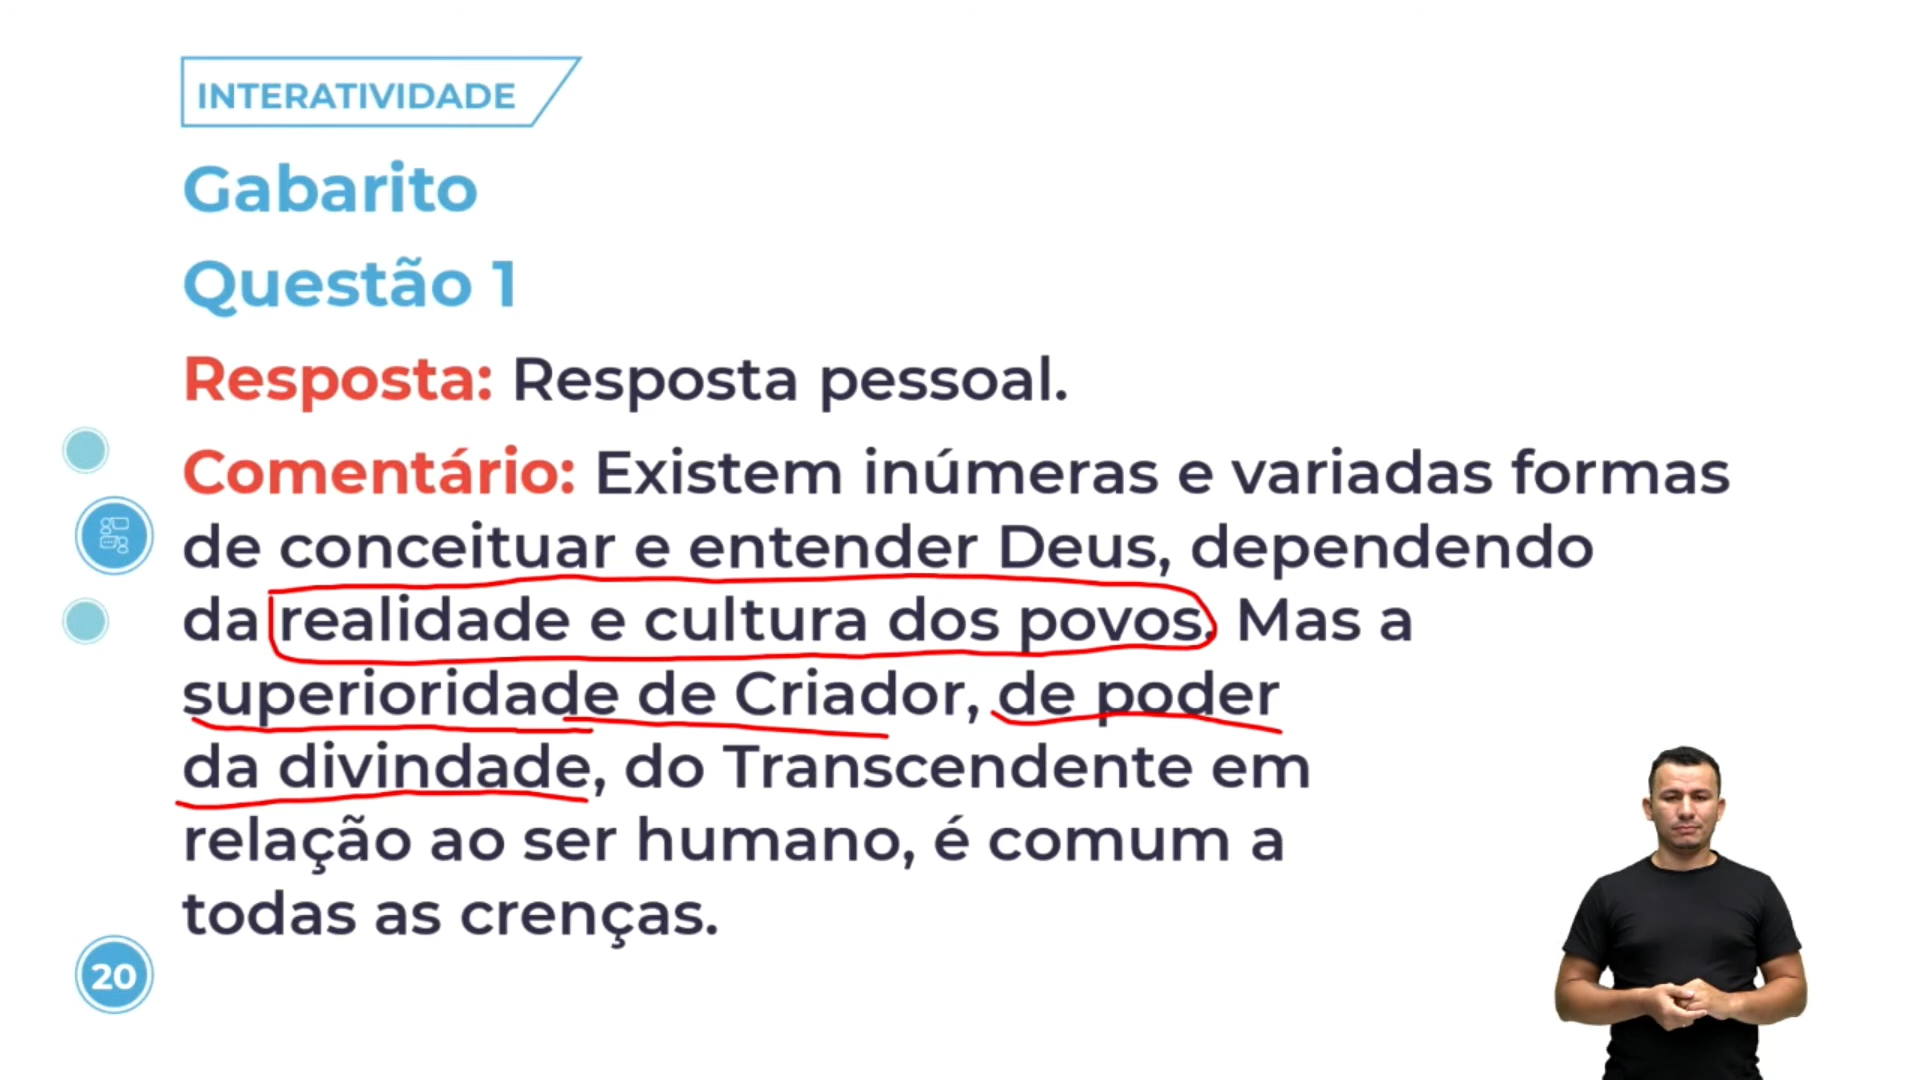 INTERATIVIDADE
Gabarito
Questão 1
Resposta: Resposta pessoal.
Comentário: Existem inúmeras e variadas formas
de conceituar e entender Deus, dependendo
da realidade e cultura dos povos. Mas a
superioridade de Criador, de poder
da divindade, do Transcendente em
relação ao ser humano, é comum a
todas as crenças.
20